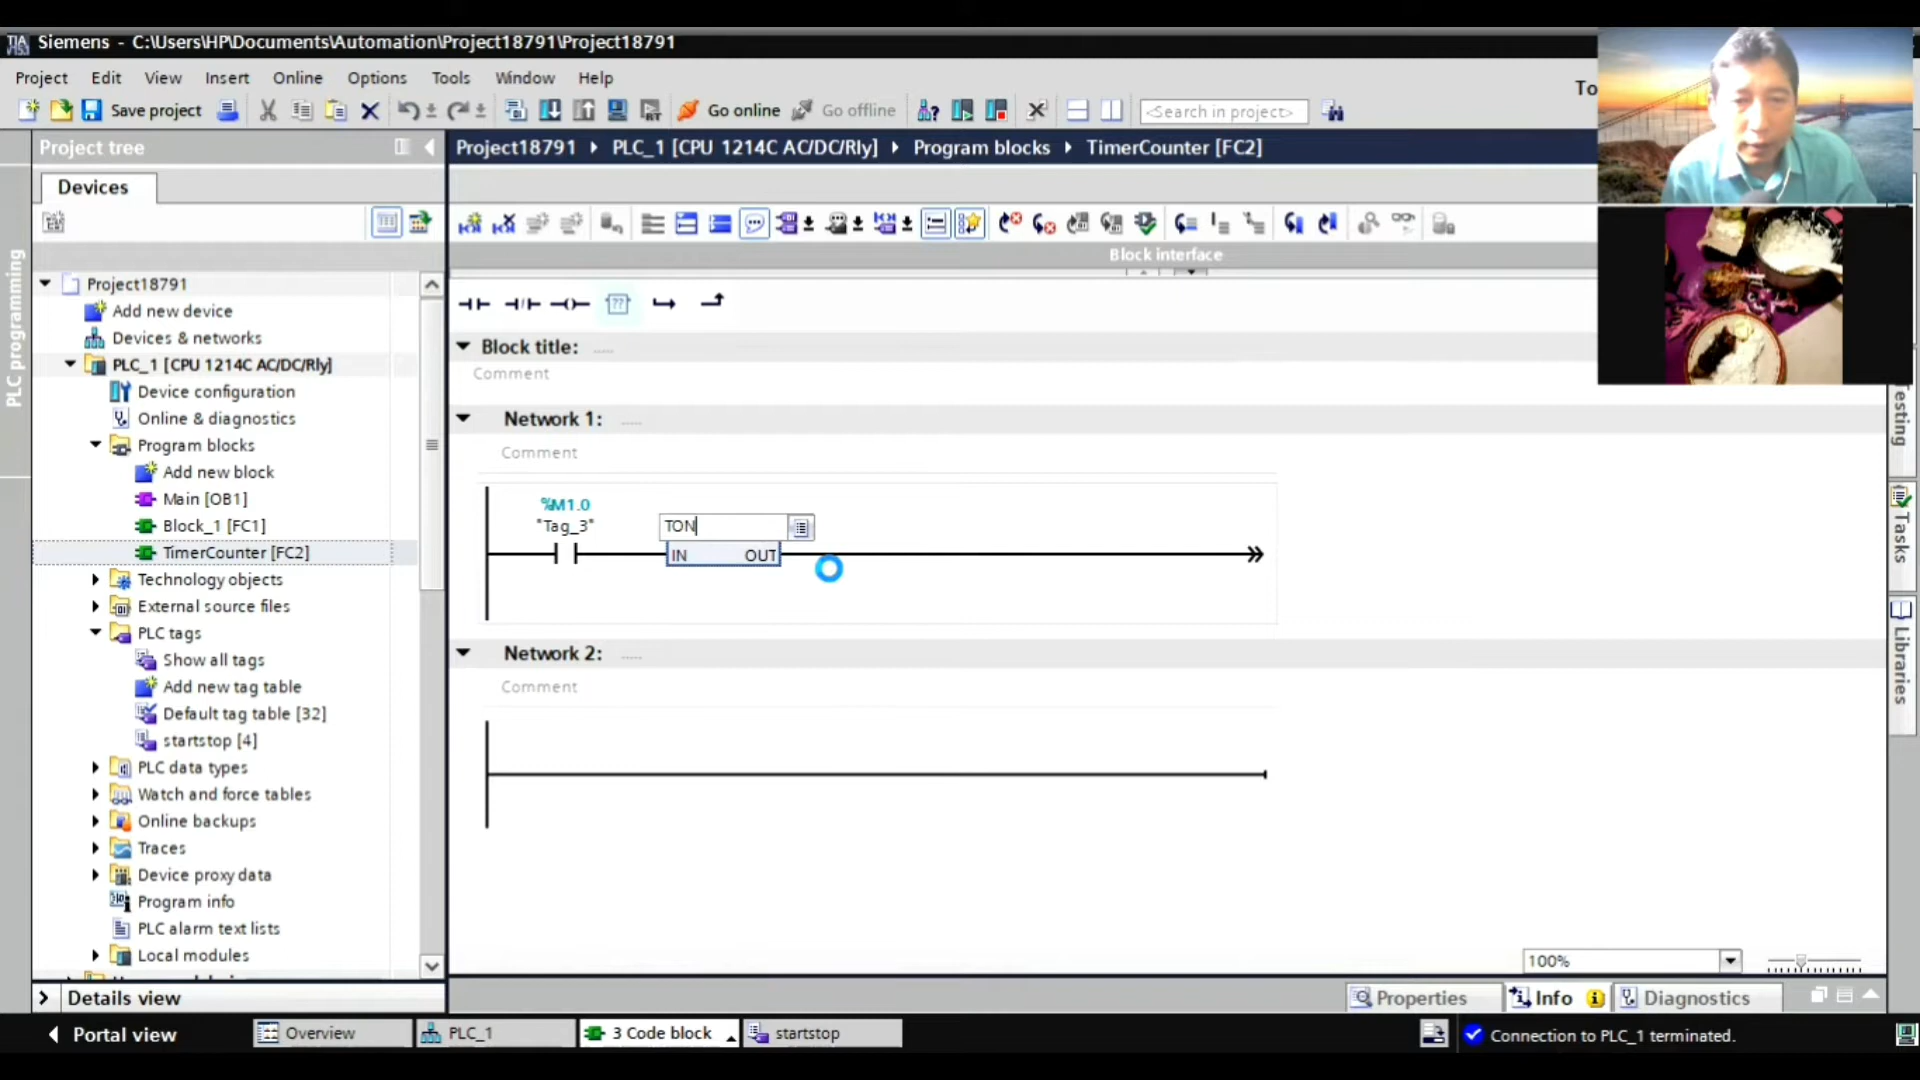 Siemens - C:\Users\HP\Documents\Automation\Project18791\Project18791
Project Edit View Insert Online Options Tools Window Help
To
Save project
Go online
Go offline
<Search in project>
Project tree
Project18791 ▸ PLC_1 [CPU 1214C AC/DC/Rly] ▸ Program blocks ▸ TimerCounter [FC2]
Devices
PLC programming
Block interface
Project18791
Add new device
Devices & networks
PLC_1 [CPU 1214C AC/DC/Rly]
Device configuration
Online & diagnostics
Program blocks
Add new block
Main [OB1]
Block_1 [FC1]
TimerCounter [FC2]
Technology objects
External source files
PLC tags
Show all tags
Add new tag table
Default tag table [32]
startstop [4]
PLC data types
Watch and force tables
Online backups
Traces
Device proxy data
Program info
PLC alarm text lists
Local modules
Details view
??
Block title: .....
Comment
Network 1: .....
Comment
%M1.0
"Tag_3"
TON
IN OUT
Network 2: .....
Comment
100%
esting
Tasks
Libraries
Properties
Info
Diagnostics
Portal view
Overview
PLC_1
3 Code block
startstop
Connection to PLC_1 terminated.